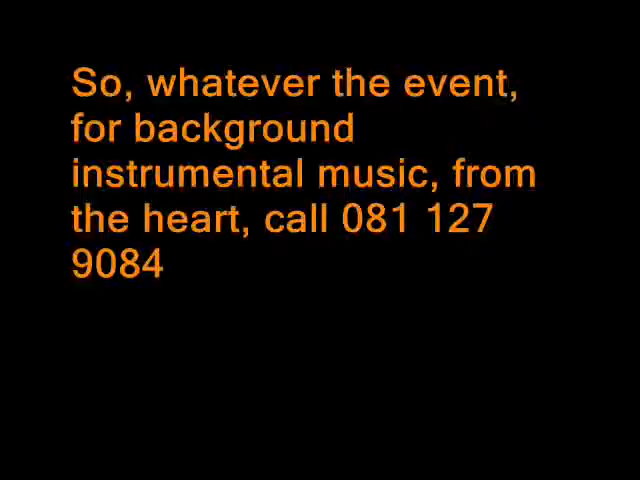 So, whatever the event,
for background
instrumental music, from
the heart, call 081 127
9084